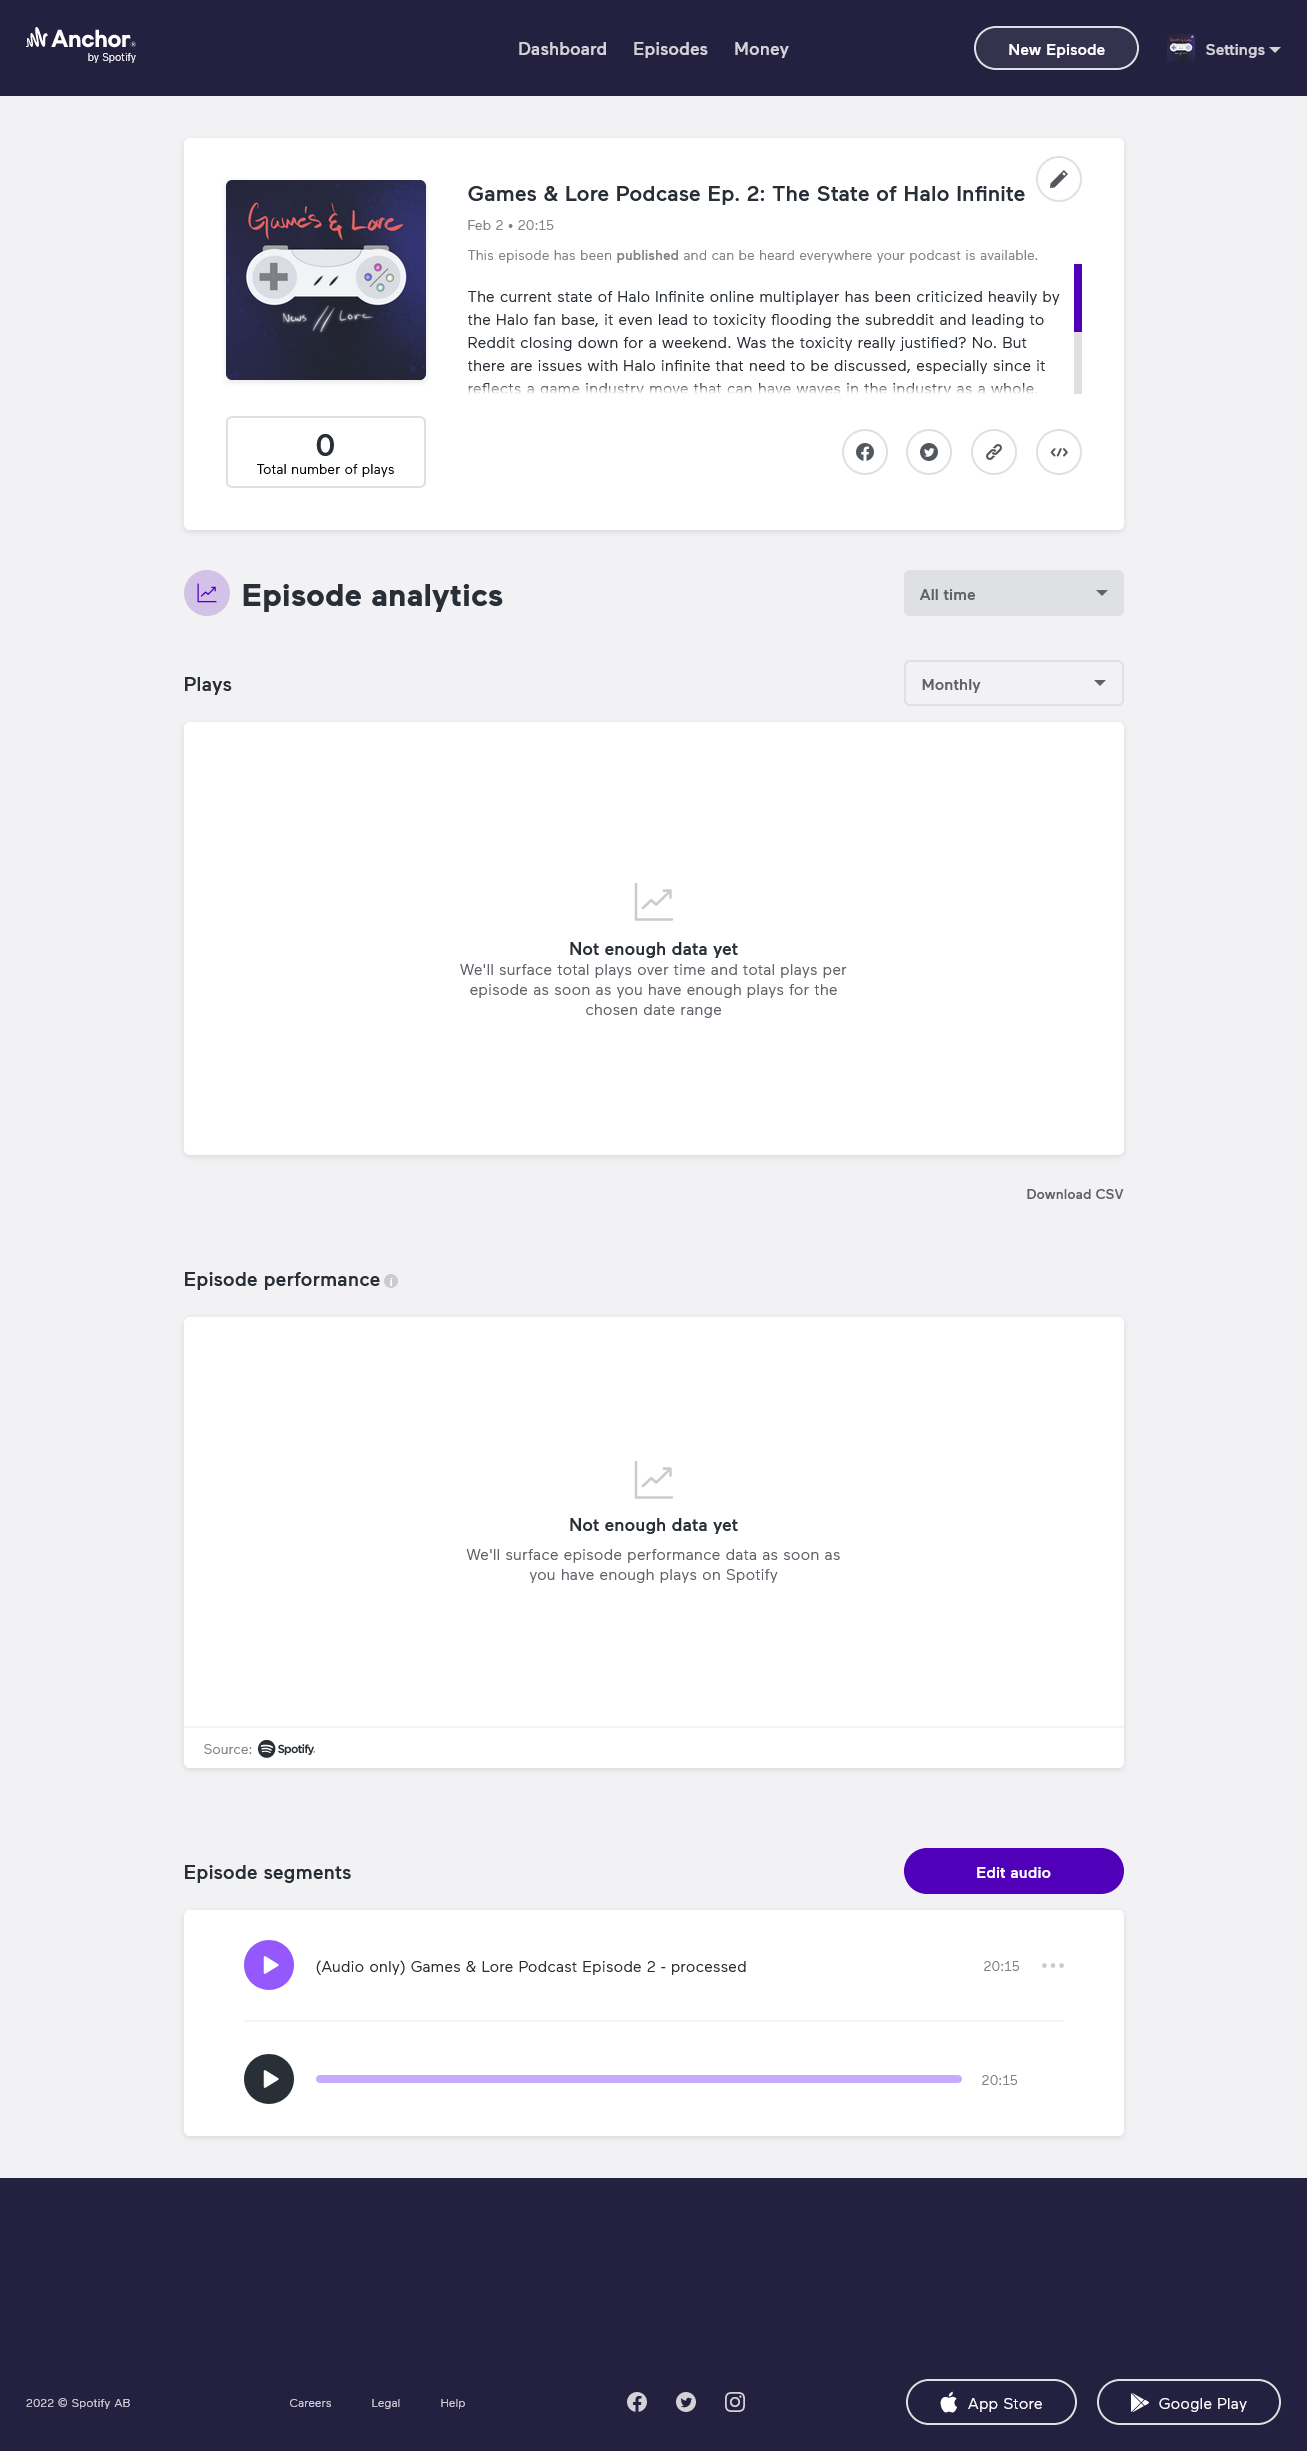 Anchor
by Spotify
Dashboard Episodes Money
New Episode
Settings
Games & Lore
News // Lore
Games & Lore Podcase Ep. 2: The State of Halo Infinite
Feb 2 • 20:15
This episode has been published and can be heard everywhere your podcast is available.
The current state of Halo Infinite online multiplayer has been criticized heavily by
the Halo fan base, it even lead to toxicity flooding the subreddit and leading to
Reddit closing down for a weekend. Was the toxicity really justified? No. But
there are issues with Halo infinite that need to be discussed, especially since it
reflects a game industry move that can have waves in the industry as a whole.
0
Total number of plays
Episode analytics
All time
Plays
Monthly
Not enough data yet
We'll surface total plays over time and total plays per
episode as soon as you have enough plays for the
chosen date range
Download CSV
Episode performance
Not enough data yet
We'll surface episode performance data as soon as
you have enough plays on Spotify
Source: Spotify
Episode segments
Edit audio
(Audio only) Games & Lore Podcast Episode 2 - processed
20:15
20:15
2022 © Spotify AB
Careers Legal Help
App Store
Google Play